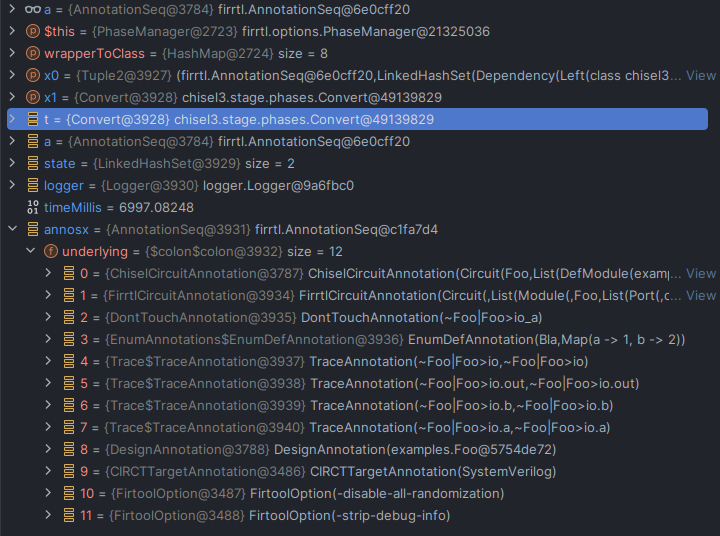 a = {AnnotationSeq@3784} firrtl.AnnotationSeq@6e0cff20
$this = {PhaseManager@2723} firrtl.options.PhaseManager@21325036
wrapperToClass = {HashMap@2724} size = 8
x0 = {Tuple2@3927} (firrtl.AnnotationSeq@6e0cff20,LinkedHashSet(Dependency(Left(class chisel3... View
x1 = {Convert@3928} chisel3.stage.phases.Convert@49139829
t = {Convert@3928} chisel3.stage.phases.Convert@49139829
a = {AnnotationSeq@3784} firrtl.AnnotationSeq@6e0cff20
state = {LinkedHashSet@3929} size = 2
logger = {Logger@3930} logger.Logger@9a6fbc0
10 01 timeMillis = 6997.08248
annosx = {AnnotationSeq@3931} firrtl.AnnotationSeq@c1fa7d4
f underlying = {$colon$colon@3932} size = 12
0 = {ChiselCircuitAnnotation@3787} ChiselCircuitAnnotation(Circuit(Foo,List(DefModule(exam... View
1 = {FirrtlCircuitAnnotation@3934} FirrtlCircuitAnnotation(Circuit(,List(Module(,Foo,List(Port(,c... View
2 = {DontTouchAnnotation@3935} DontTouchAnnotation(~Foo|Foo>io_a)
3 = {EnumAnnotations$EnumDefAnnotation@3936} EnumDefAnnotation(Bla,Map(a -> 1, b -> 2))
4 = {Trace$TraceAnnotation@3937} TraceAnnotation(~Foo|Foo>io,~Foo|Foo>io)
5 = {Trace$TraceAnnotation@3938} TraceAnnotation(~Foo|Foo>io.out,~Foo|Foo>io.out)
6 = {Trace$TraceAnnotation@3939} TraceAnnotation(~Foo|Foo>io.b,~Foo|Foo>io.b)
7 = {Trace$TraceAnnotation@3940} TraceAnnotation(~Foo|Foo>io.a,~Foo|Foo>io.a)
8 = {DesignAnnotation@3788} DesignAnnotation(examples.Foo@5754de72)
9 = {CIRCTTargetAnnotation@3486} CIRCTTargetAnnotation(SystemVerilog)
10 = {FirtoolOption@3487} FirtoolOption(-disable-all-randomization)
11 = {FirtoolOption@3488} FirtoolOption(-strip-debug-info)